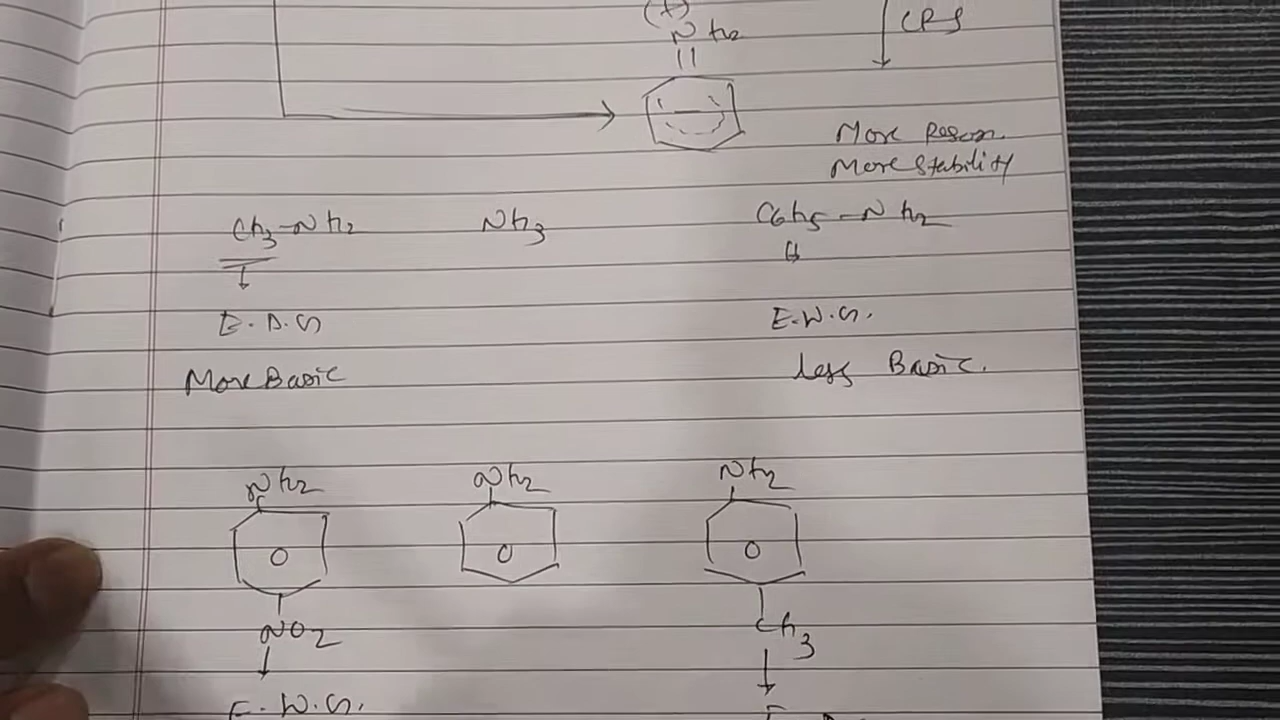 (+)
NH2
CRS
More Reson.
More Stability
CH3-NH2 NH3 C6H5-NH2
E.D.G E.W.G.
More Basic less Basic.
NH2 NH2 NH2
NO2 CH3
E.W.G.